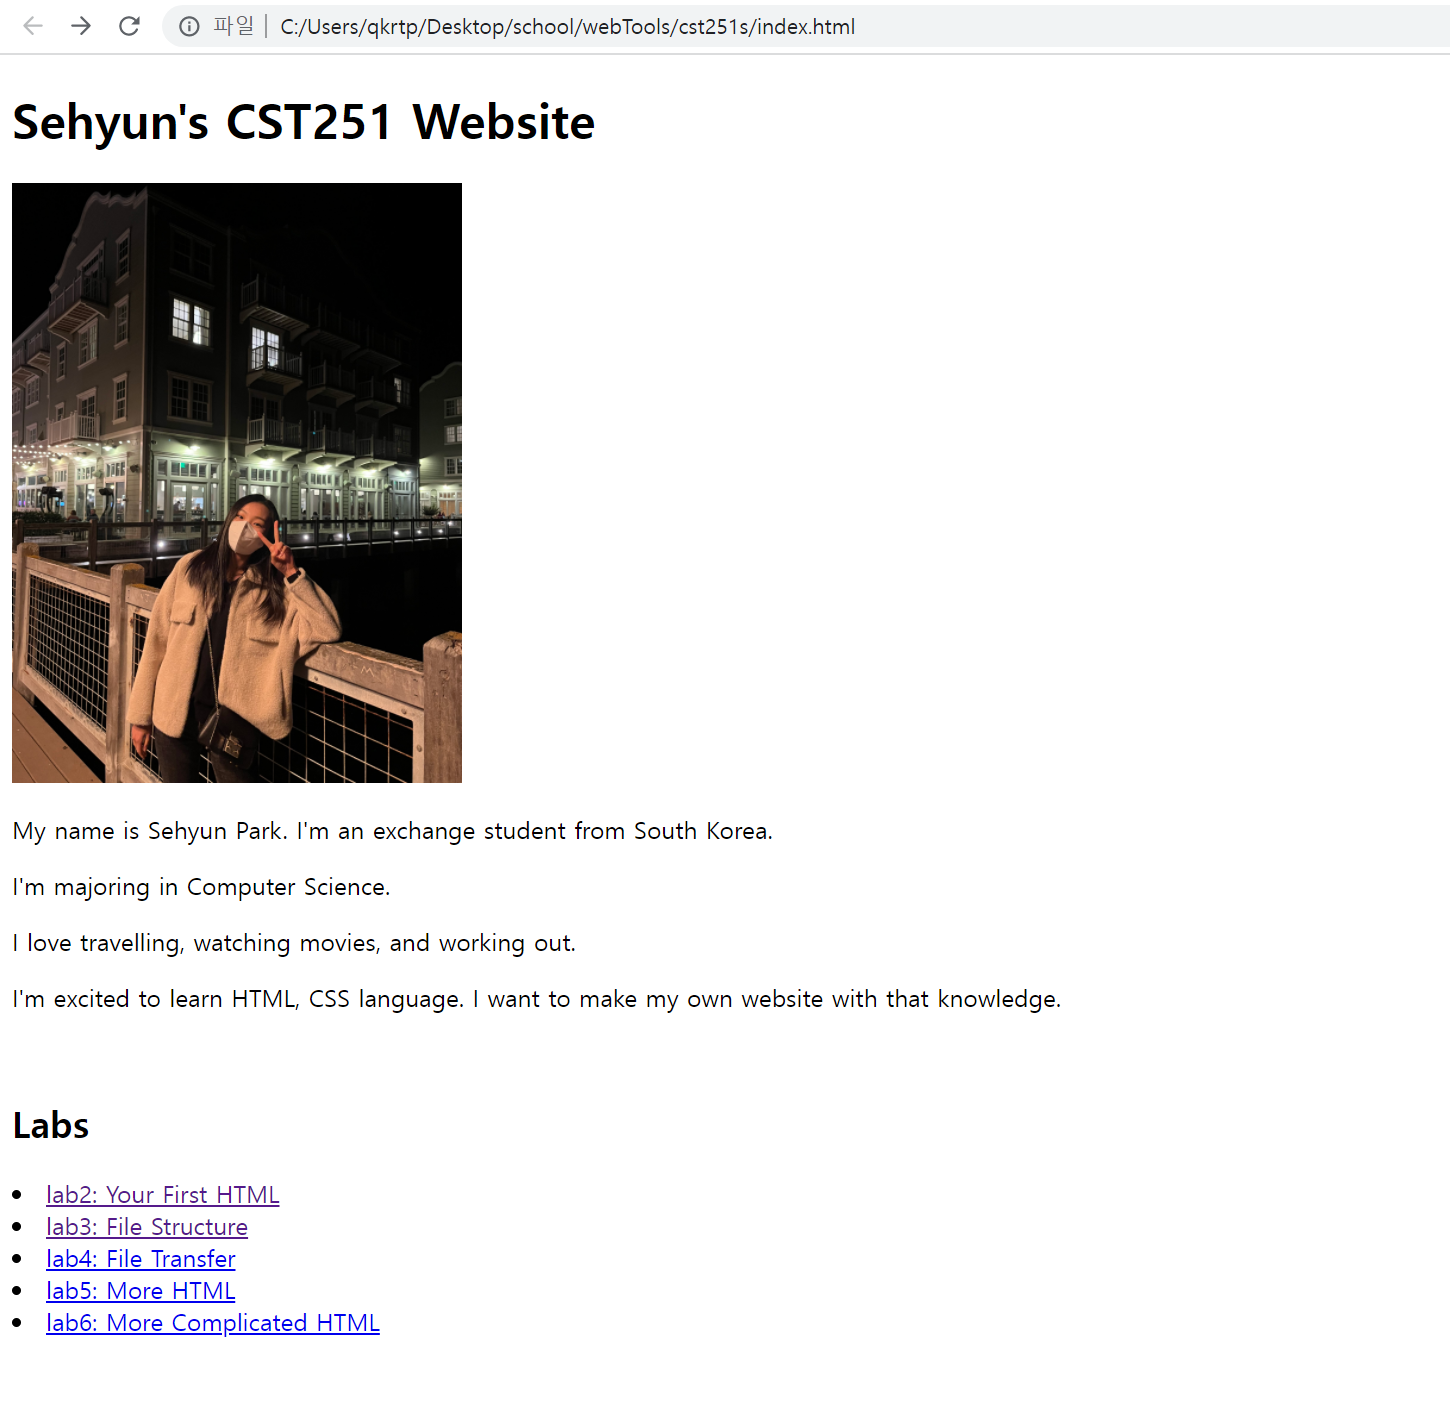 파일 | C:/Users/qkrtp/Desktop/school/webTools/cst251s/index.html
Sehyun's CST251 Website
My name is Sehyun Park. I'm an exchange student from South Korea.
I'm majoring in Computer Science.
I love travelling, watching movies, and working out.
I'm excited to learn HTML, CSS language. I want to make my own website with that knowledge.
Labs
lab2: Your First HTML
lab3: File Structure
lab4: File Transfer
lab5: More HTML
lab6: More Complicated HTML